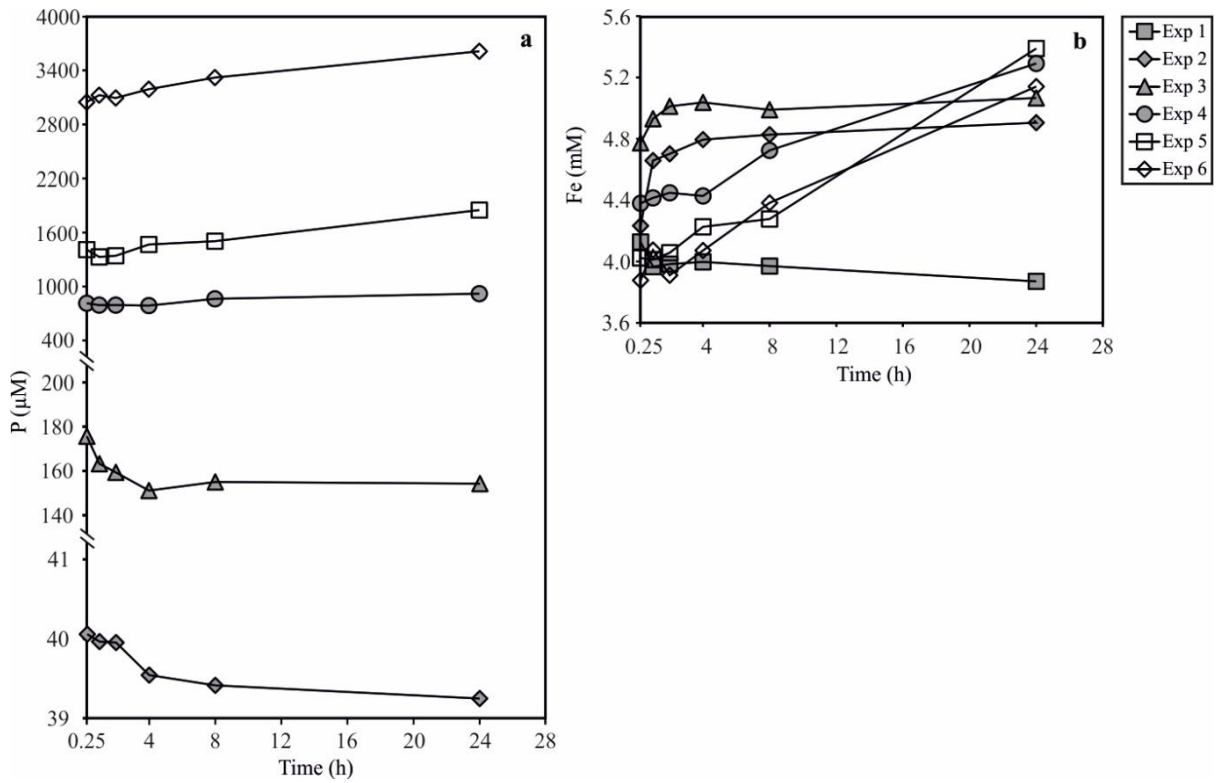 a
4000
3400
2800
2200
1600
1000
400
200
180
160
140
41
40
39
P (µM)
0.25 4 8 12 16 20 24 28
Time (h)
b
5.6
5.2
4.8
4.4
4.0
3.6
Fe (mM)
0.25 4 8 12 16 20 24 28
Time (h)
Exp 1
Exp 2
Exp 3
Exp 4
Exp 5
Exp 6